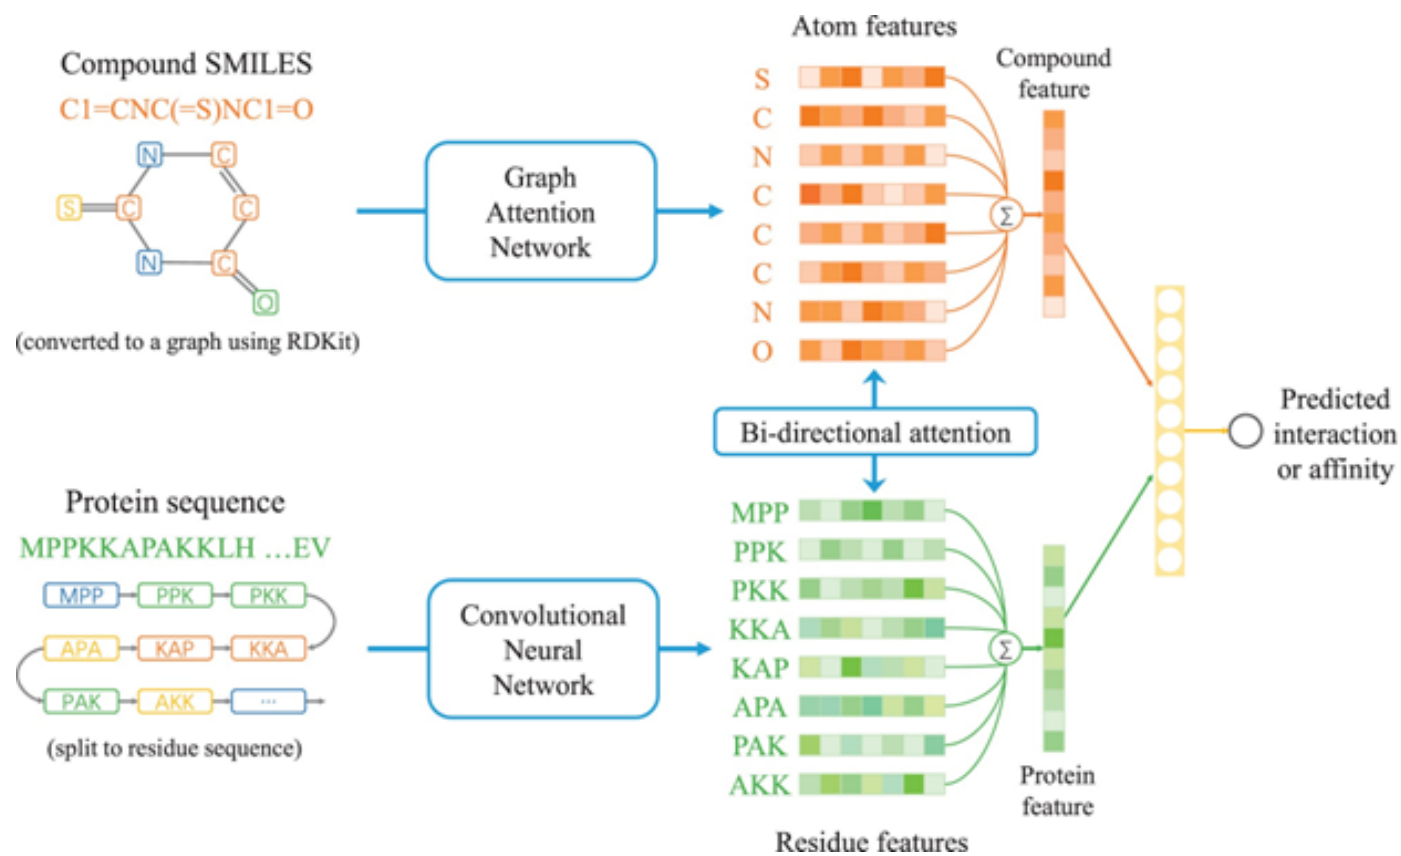 Compound SMILES
C1=CNC(=S)NC1=O
N
C
S
C
C
N
C
O
(converted to a graph using RDKit)
Graph
Attention
Network
Atom features
S
C
N
C
C
C
N
O
Σ
Compound
feature
Bi-directional attention
Protein sequence
MPPKKAPAKKLH ...EV
MPP
PPK
PKK
APA
KAP
KKA
PAK
AKK
...
(split to residue sequence)
Convolutional
Neural
Network
MPP
PPK
PKK
KKA
KAP
APA
PAK
AKK
Residue features
Σ
Protein
feature
Predicted
interaction
or affinity